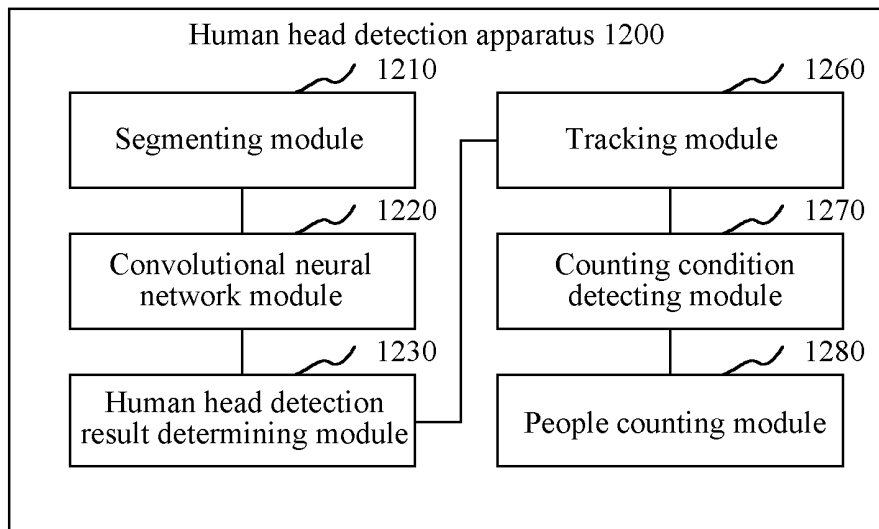 Human head detection apparatus 1200
1210
Segmenting module
1220
Convolutional neural
network module
1230
Human head detection
result determining module
1260
Tracking module
1270
Counting condition
detecting module
1280
People counting module